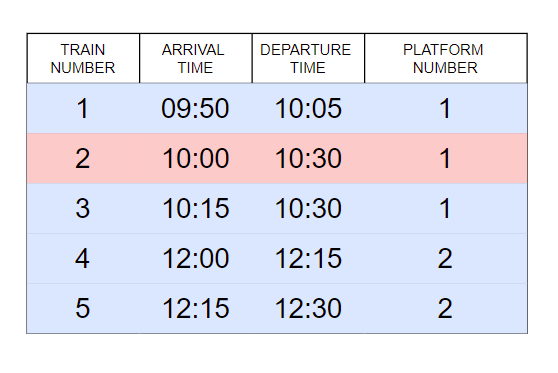 TRAIN NUMBER ARRIVAL TIME DEPARTURE TIME PLATFORM NUMBER
1 09:50 10:05 1
2 10:00 10:30 1
3 10:15 10:30 1
4 12:00 12:15 2
5 12:15 12:30 2